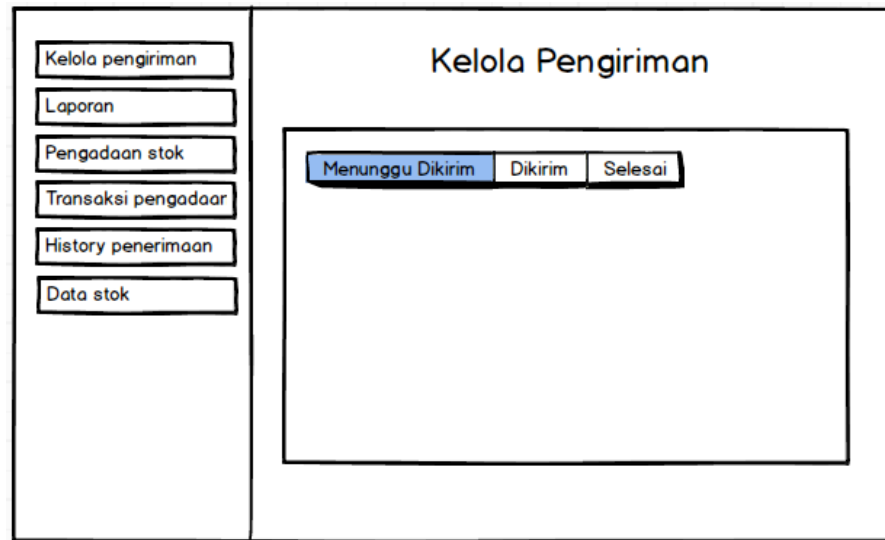 Kelola pengiriman
Laporan
Pengadaan stok
Transaksi pengadaar
History penerimaan
Data stok
Kelola Pengiriman
Menunggu Dikirim Dikirim Selesai